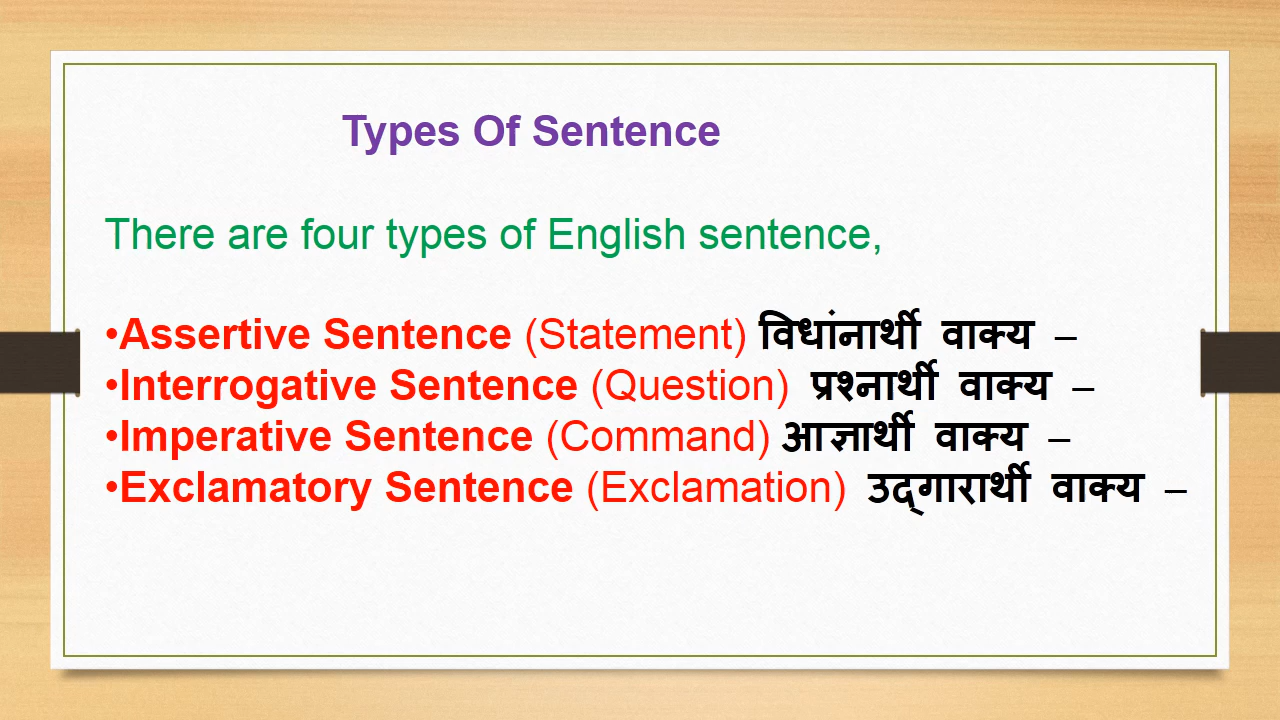 Types Of Sentence
There are four types of English sentence,
•Assertive Sentence (Statement) विधांनार्थी वाक्य –
•Interrogative Sentence (Question) प्रश्नार्थी वाक्य –
•Imperative Sentence (Command) आज्ञार्थी वाक्य –
•Exclamatory Sentence (Exclamation) उद्‌गारार्थी वाक्य –